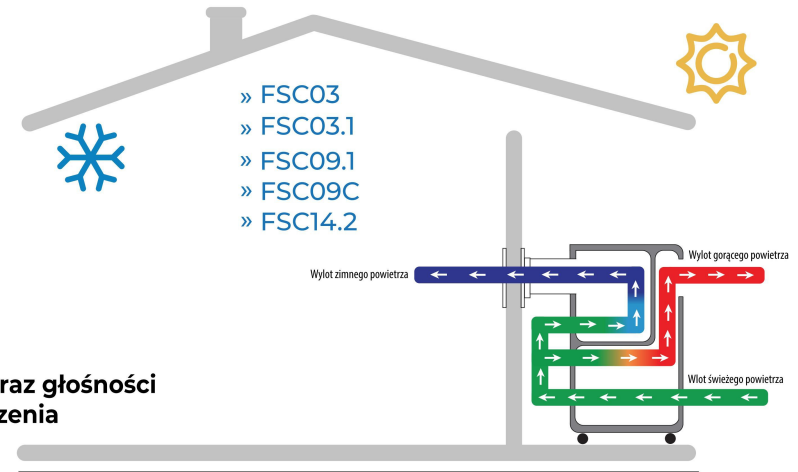 » FSC03
» FSC03.1
» FSC09.1
» FSC09C
» FSC14.2
Wylot gorącego powietrza
Wylot zimnego powietrza
Wlot świeżego powietrza
raz głośności
zenia